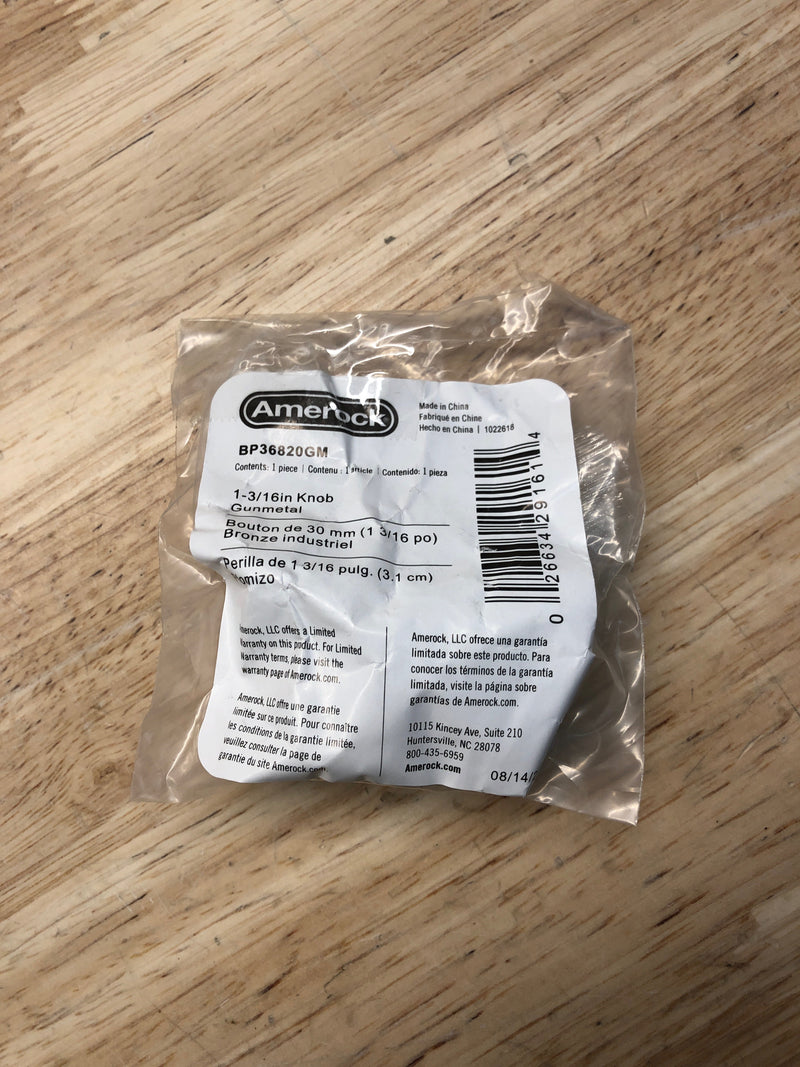 Amerock
Made in China
Fabriqué en Chine
Hecho en China | 1022618
BP36820GM
Contents: 1 piece | Contenu : 1 article | Contenido: 1 pieza
1-3/16in Knob
Gunmetal
Bouton de 30 mm (1 3/16 po)
Bronze industriel
Perilla de 1 3/16 pulg. (3.1 cm)
0 26634 29161 4
Amerock, LLC offers a Limited
Warranty on this product. For Limited
Warranty terms, please visit the
warranty page of Amerock.com.
Amerock, LLC offre une garantie
limitée sur ce produit. Pour connaître
les conditions de la garantie limitée,
veuillez consulter la page de
garantie du site Amerock.com.
Amerock, LLC ofrece una garantía
limitada sobre este producto. Para
conocer los términos de la garantía
limitada, visite la página sobre
garantías de Amerock.com.
10115 Kincey Ave, Suite 210
Huntersville, NC 28078
800-435-6959
Amerock.com
08/14/